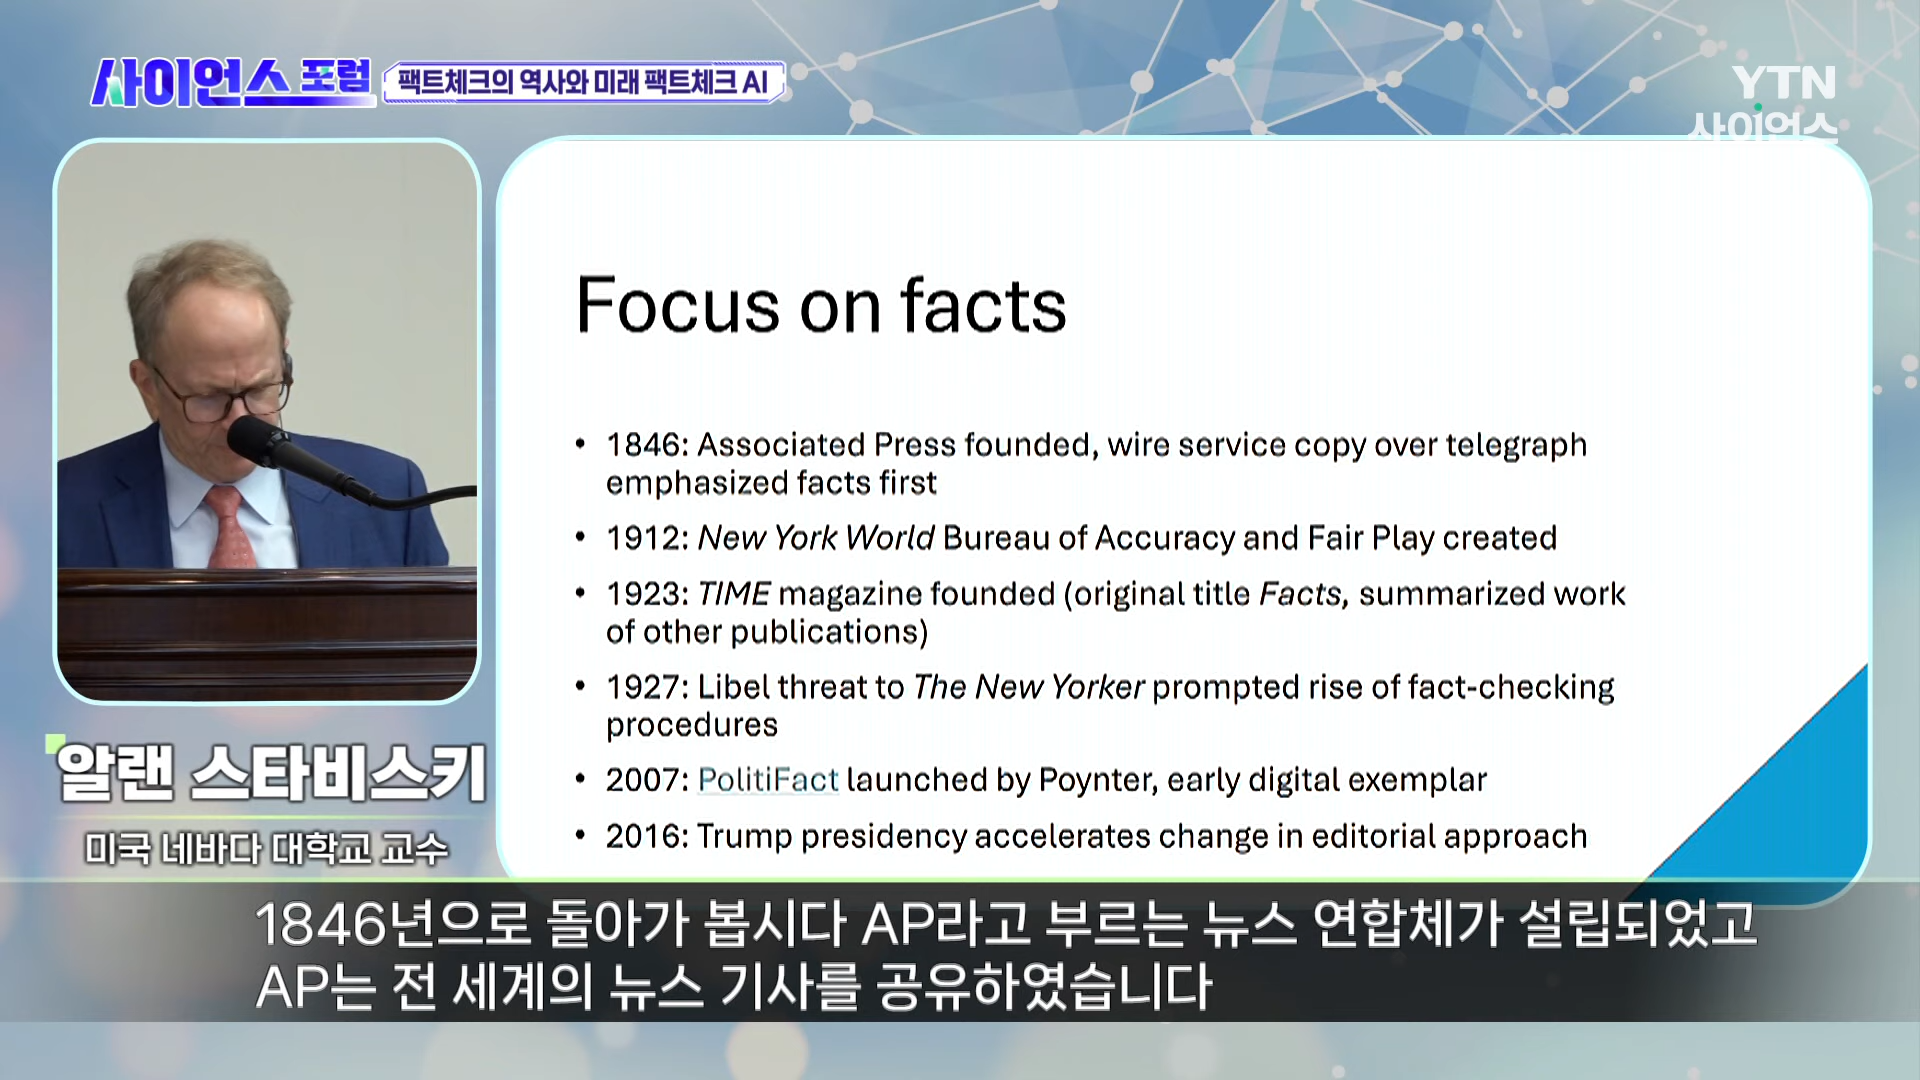 사이언스 포럼
팩트체크의 역사와 미래 팩트체크 AI
YTN
사이언스
Focus on facts
• 1846: Associated Press founded, wire service copy over telegraph
emphasized facts first
• 1912: New York World Bureau of Accuracy and Fair Play created
• 1923: TIME magazine founded (original title Facts, summarized work
of other publications)
• 1927: Libel threat to The New Yorker prompted rise of fact-checking
procedures
• 2007: PolitiFact launched by Poynter, early digital exemplar
• 2016: Trump presidency accelerates change in editorial approach
알랜 스타비스키
미국 네바다 대학교 교수
1846년으로 돌아가 봅시다 AP라고 부르는 뉴스 연합체가 설립되었고
AP는 전 세계의 뉴스 기사를 공유하였습니다